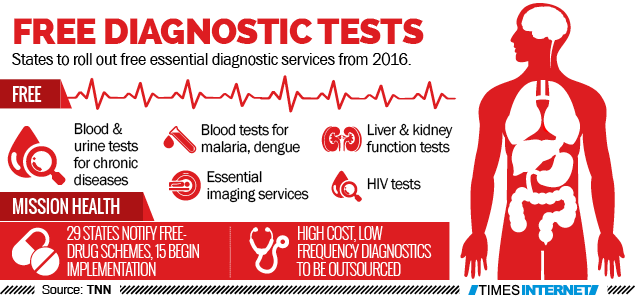 FREE DIAGNOSTIC TESTS
States to roll out free essential diagnostic services from 2016.
FREE
Blood &
urine tests
for chronic
diseases
Blood tests for
malaria, dengue
Liver & kidney
function tests
Essential
imaging services
HIV tests
MISSION HEALTH
29 STATES NOTIFY FREE-
DRUG SCHEMES, 15 BEGIN
IMPLEMENTATION
HIGH COST, LOW
FREQUENCY DIAGNOSTICS
TO BE OUTSOURCED
Source: TNN
TIMESINTERNET